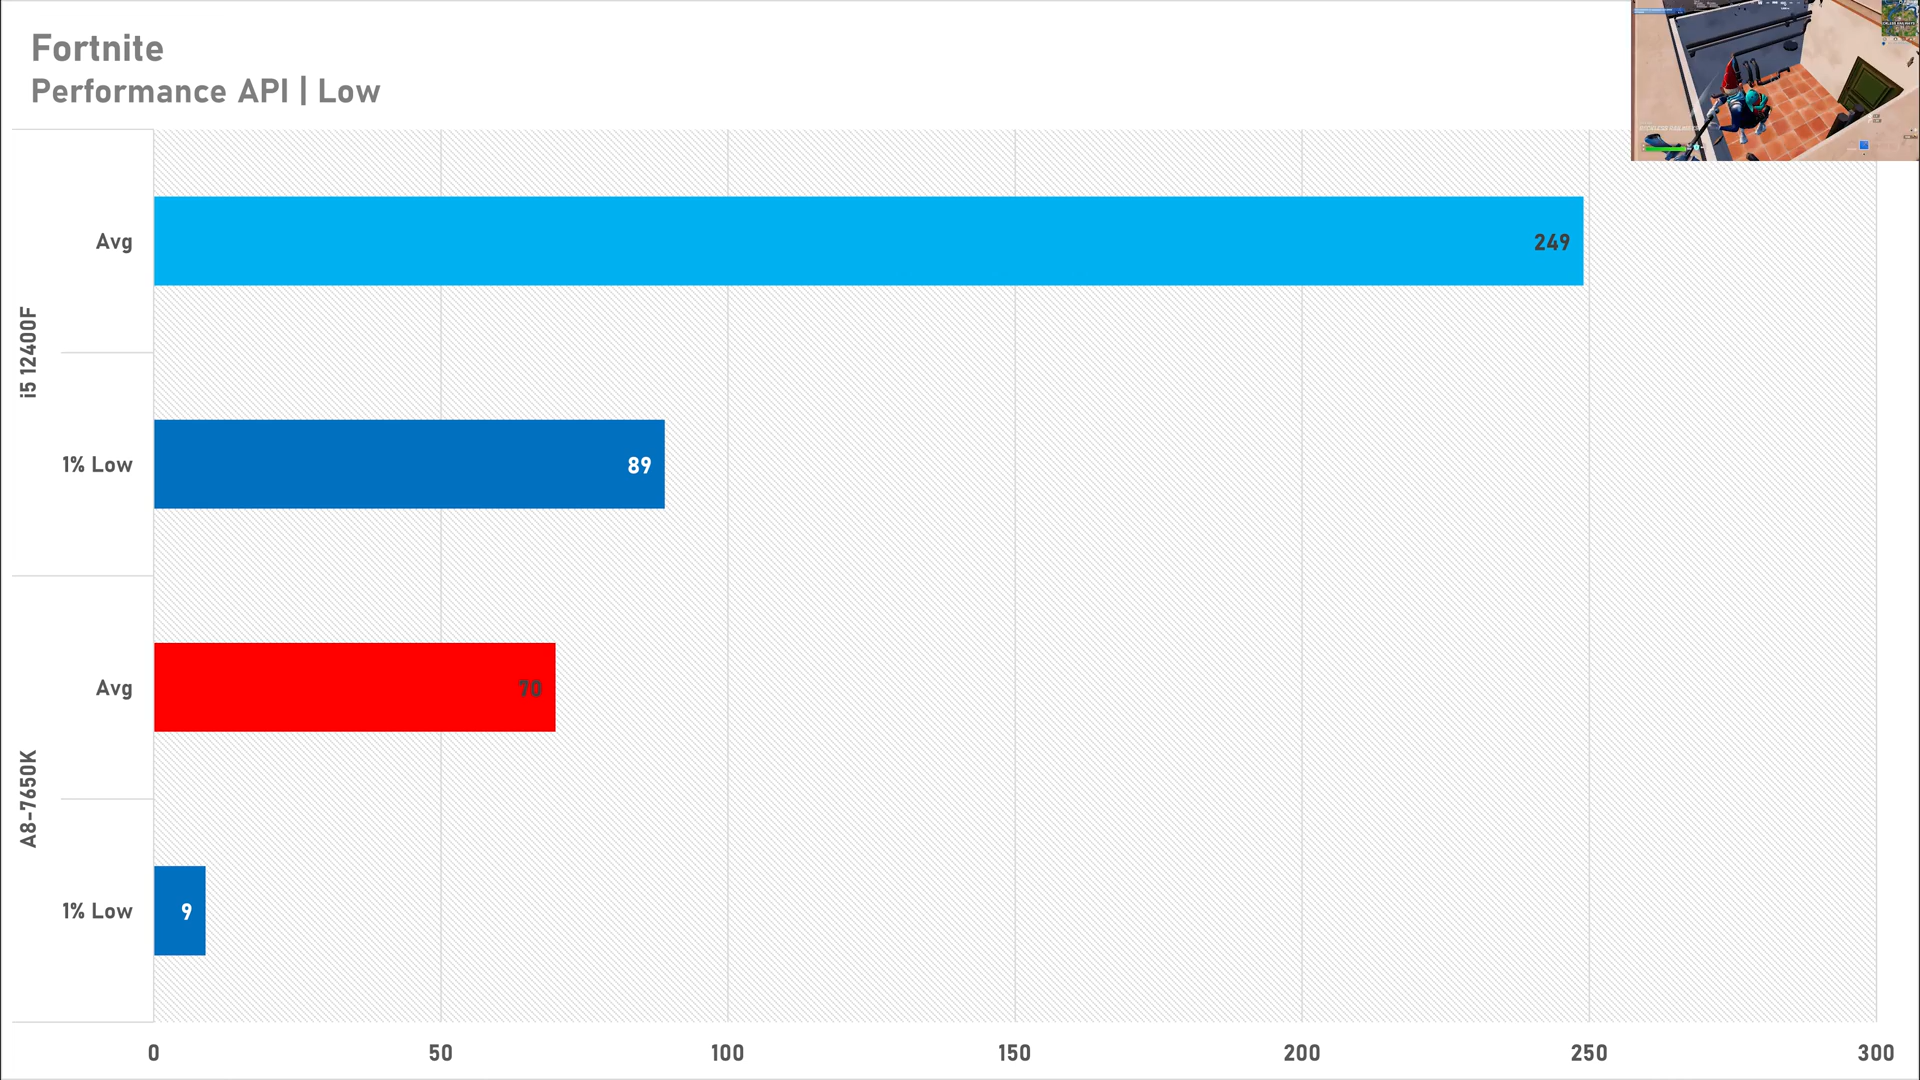 Fortnite
Performance API | Low
i5 12400F
Avg
249
1% Low
89
A8-7650K
Avg
70
1% Low
9
0 50 100 150 200 250 300